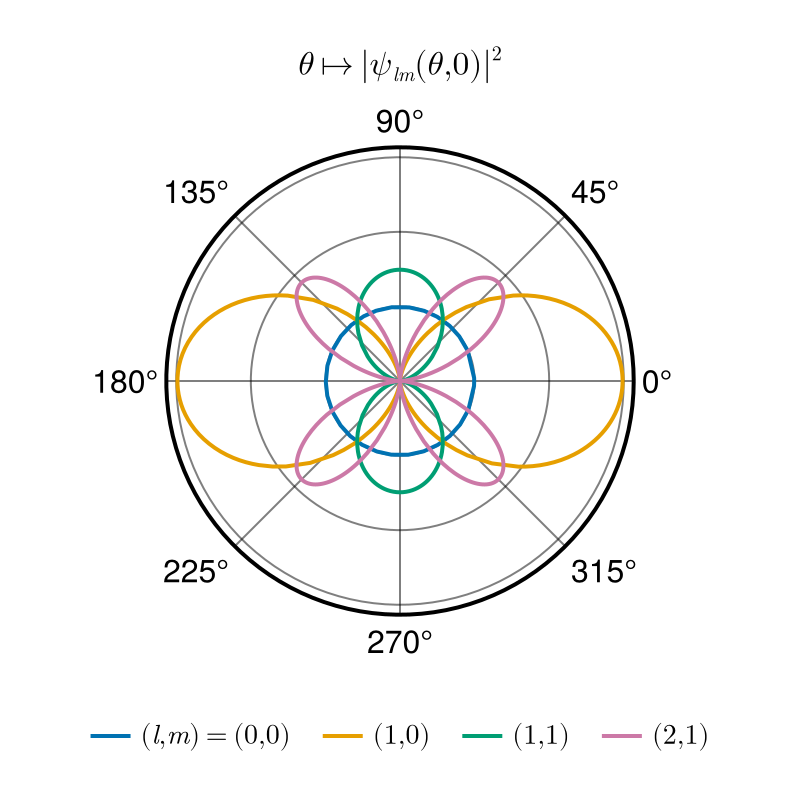 θ ↦ |ψ_lm(θ,0)|²
90°
135° 45°
180° 0°
225° 315°
270°
(l,m) = (0,0) (1,0) (1,1) (2,1)